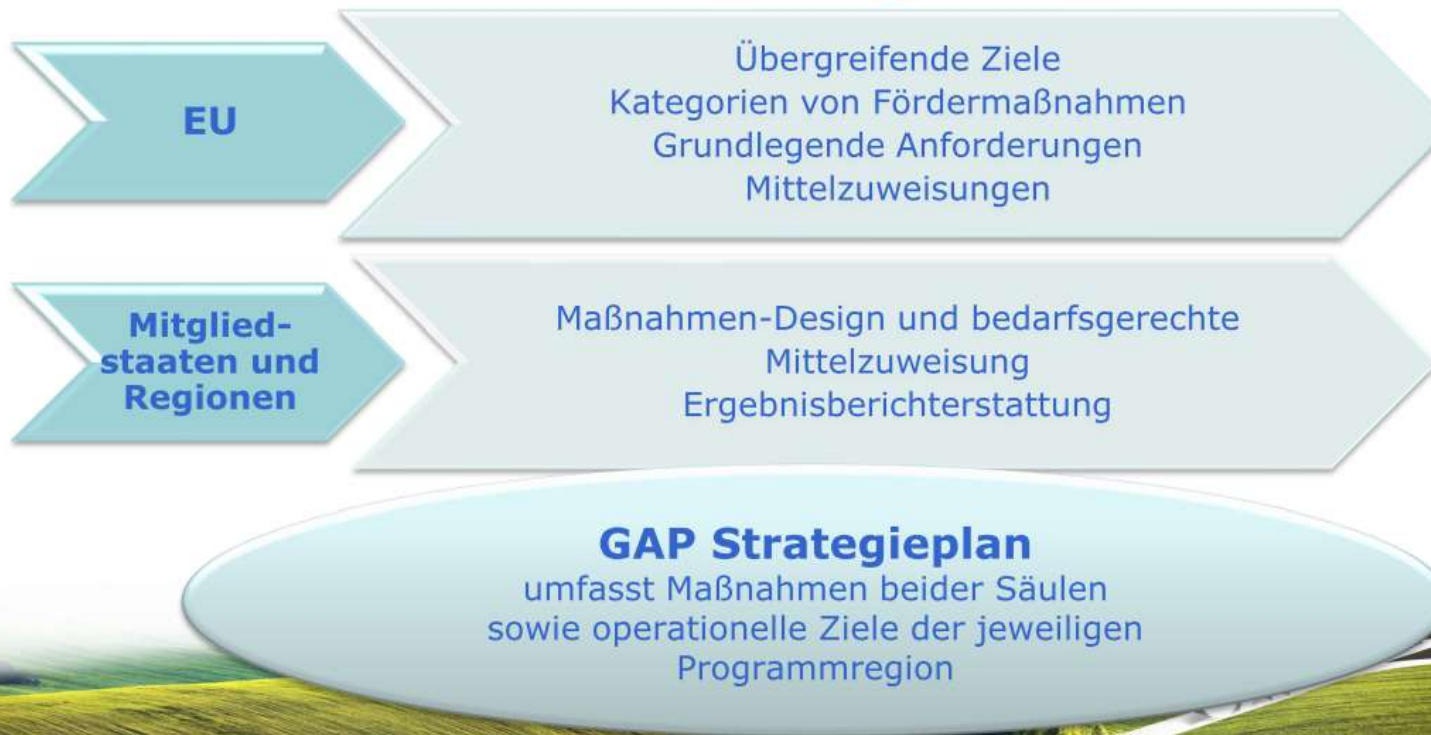 EU
Übergreifende Ziele
Kategorien von Fördermaßnahmen
Grundlegende Anforderungen
Mittelzuweisungen
Mitglied-
staaten und
Regionen
Maßnahmen-Design und bedarfsgerechte
Mittelzuweisung
Ergebnisberichterstattung
GAP Strategieplan
umfasst Maßnahmen beider Säulen
sowie operationelle Ziele der jeweiligen
Programmregion